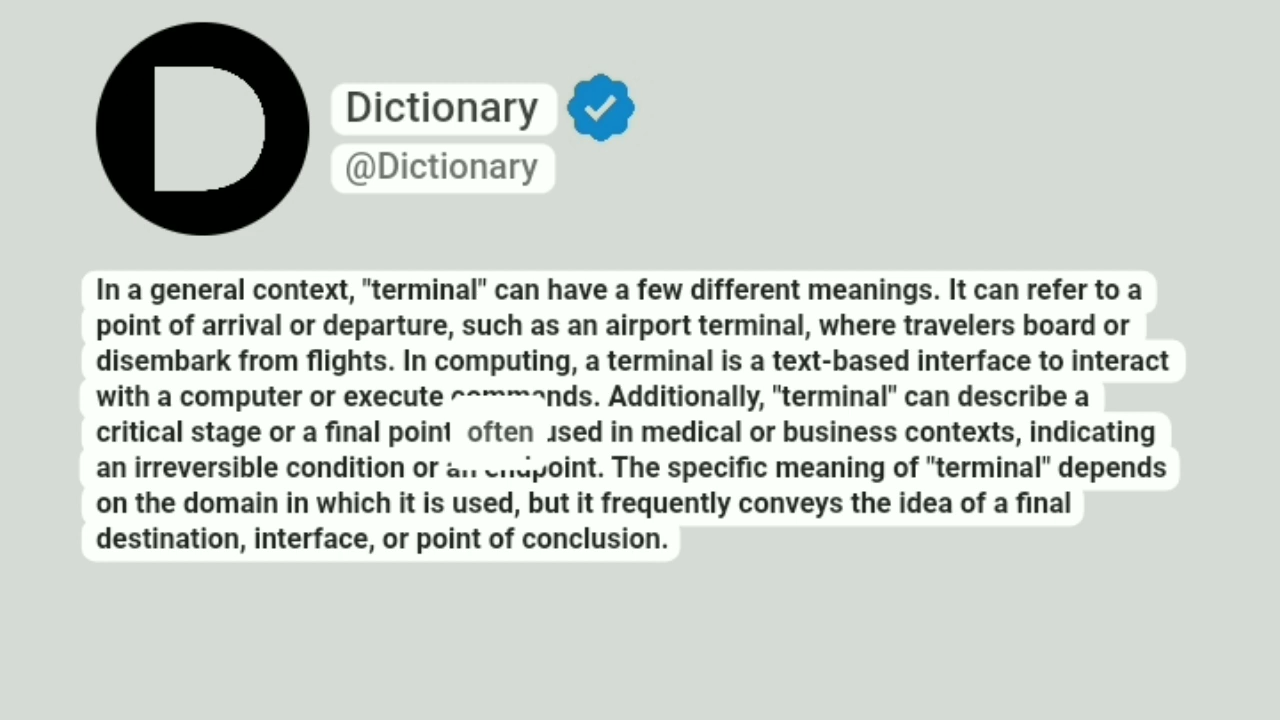 D
Dictionary
@Dictionary
In a general context, "terminal" can have a few different meanings. It can refer to a
point of arrival or departure, such as an airport terminal, where travelers board or
disembark from flights. In computing, a terminal is a text-based interface to interact
with a computer or execute commands. Additionally, "terminal" can describe a
critical stage or a final point often used in medical or business contexts, indicating
an irreversible condition or an endpoint. The specific meaning of "terminal" depends
on the domain in which it is used, but it frequently conveys the idea of a final
destination, interface, or point of conclusion.